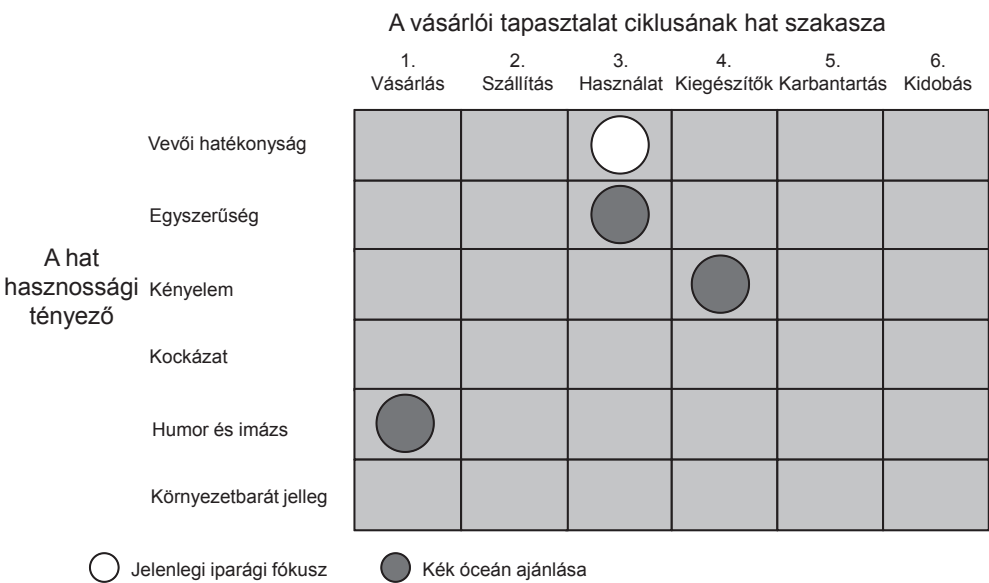 A vásárlói tapasztalat ciklusának hat szakasza
1. 2. 3. 4. 5. 6.
Vásárlás Szállítás Használat Kiegészítők Karbantartás Kidobás
Vevői hatékonyság
Egyszerűség
A hat
hasznossági
tényező
Kényelem
Kockázat
Humor és imázs
Környezetbarát jelleg
Jelenlegi iparági fókusz Kék óceán ajánlása